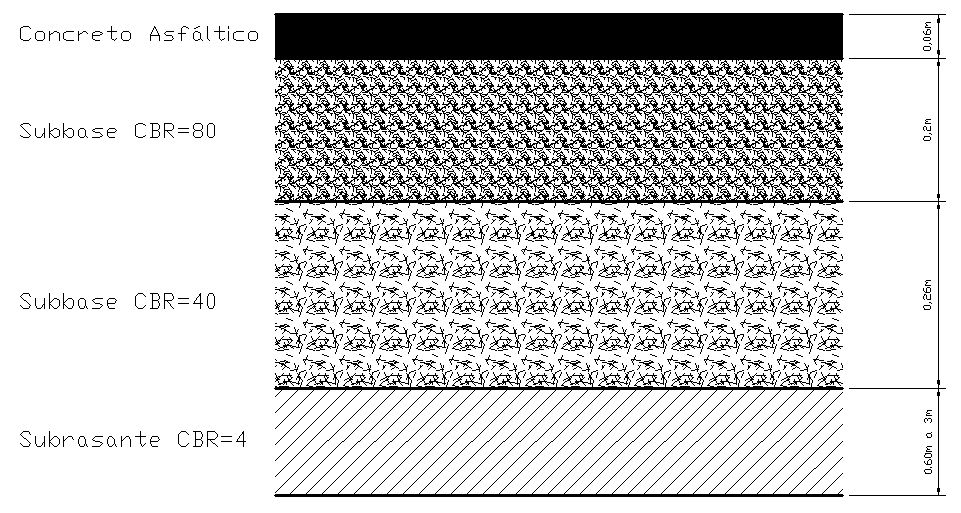 Concreto Asfáltico
0,06m
Subbase CBR=80
0,2m
Subbase CBR=40
0,26m
Subrasante CBR=4
0.60m a 3m